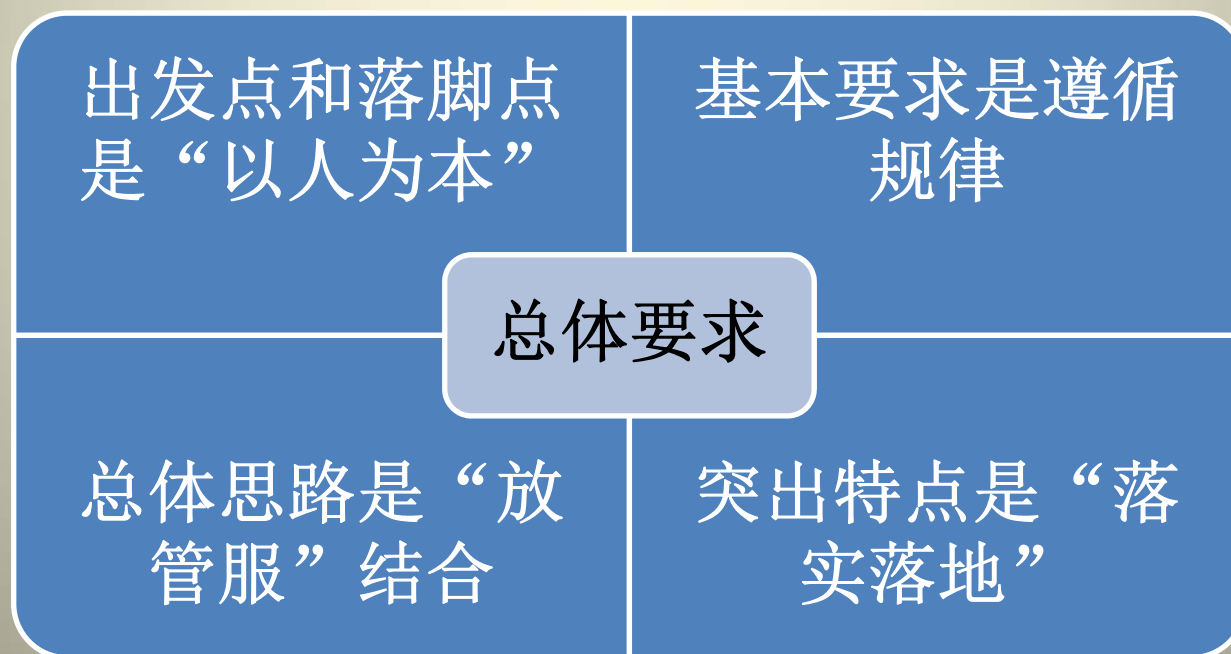 出发点和落脚点
是“以人为本”
基本要求是遵循
规律
总体要求
总体思路是“放
管服”结合
突出特点是“落
实落地”